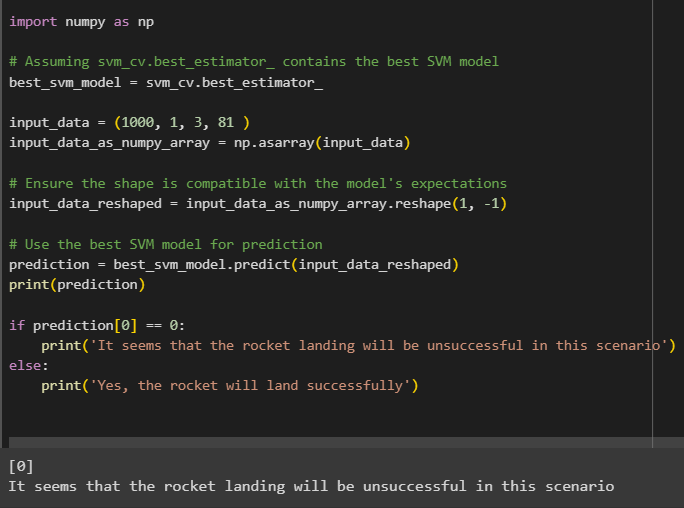 import numpy as np
# Assuming svm_cv.best_estimator_ contains the best SVM model
best_svm_model = svm_cv.best_estimator_
input_data = (1000, 1, 3, 81 )
input_data_as_numpy_array = np.asarray(input_data)
# Ensure the shape is compatible with the model's expectations
input_data_reshaped = input_data_as_numpy_array.reshape(1, -1)
# Use the best SVM model for prediction
prediction = best_svm_model.predict(input_data_reshaped)
print(prediction)
if prediction[0] == 0:
    print('It seems that the rocket landing will be unsuccessful in this scenario')
else:
    print('Yes, the rocket will land successfully')
[0]
It seems that the rocket landing will be unsuccessful in this scenario